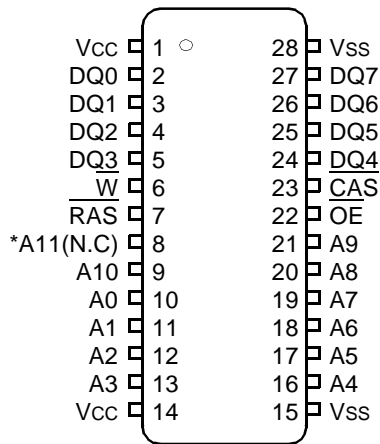 Vcc 1 28 Vss
DQ0 2 27 DQ7
DQ1 3 26 DQ6
DQ2 4 25 DQ5
DQ3 5 24 DQ4
W 6 23 CAS
RAS 7 22 OE
*A11(N.C) 8 21 A9
A10 9 20 A8
A0 10 19 A7
A1 11 18 A6
A2 12 17 A5
A3 13 16 A4
Vcc 14 15 Vss